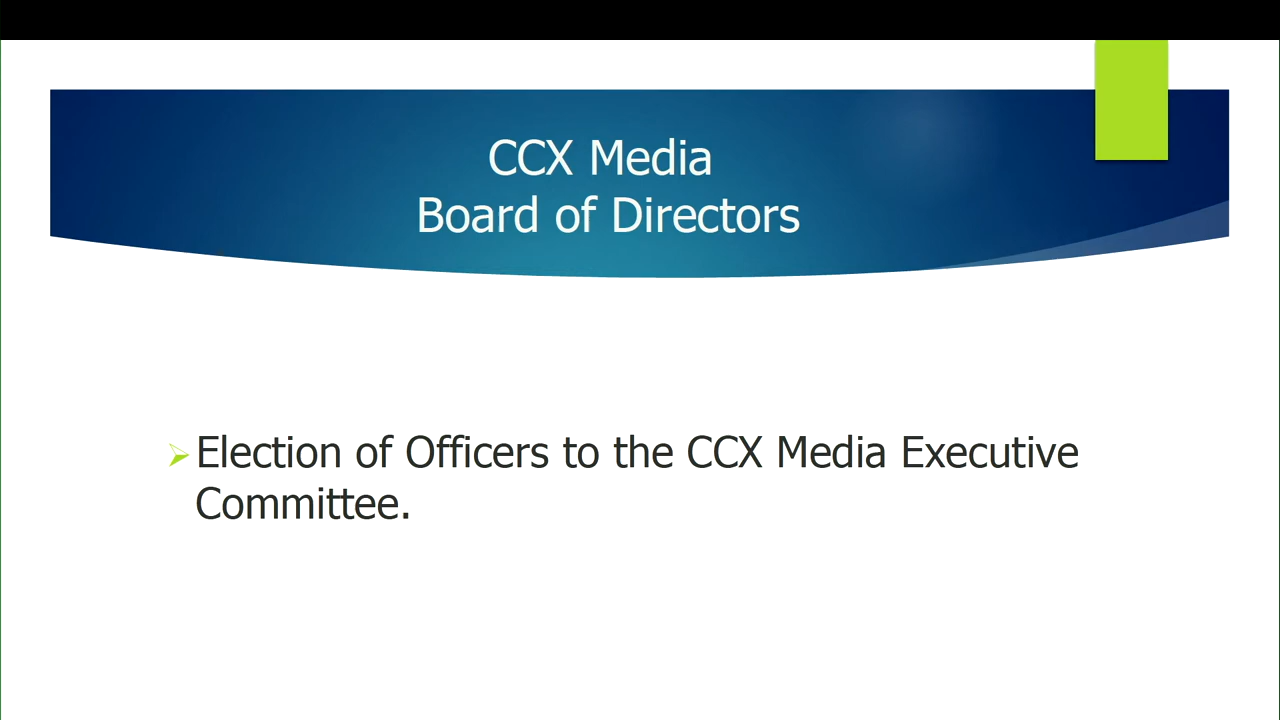 CCX Media
Board of Directors
Election of Officers to the CCX Media Executive
Committee.